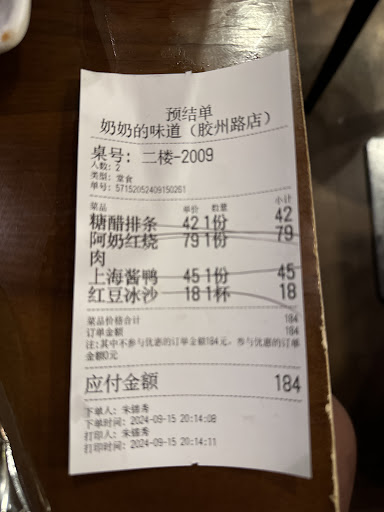 预结单
奶奶的味道（胶州路店）
桌号: 二楼-2009
人数: 2
类型: 堂食
单号: 57152052409150261
菜品 单价 数量 小计
糖醋排条 42 1份 42
阿奶红烧 79 1份 79
肉
上海酱鸭 45 1份 45
红豆冰沙 18 1杯 18
菜品价格合计 184
订单金额 184
注:其中不参与优惠的订单金额184元, 参与优惠的订单
金额0元
应付金额 184
下单人: 朱锦秀
下单时间: 2024-09-15 20:14:08
打印人: 朱锦秀
打印时间: 2024-09-15 20:14:11